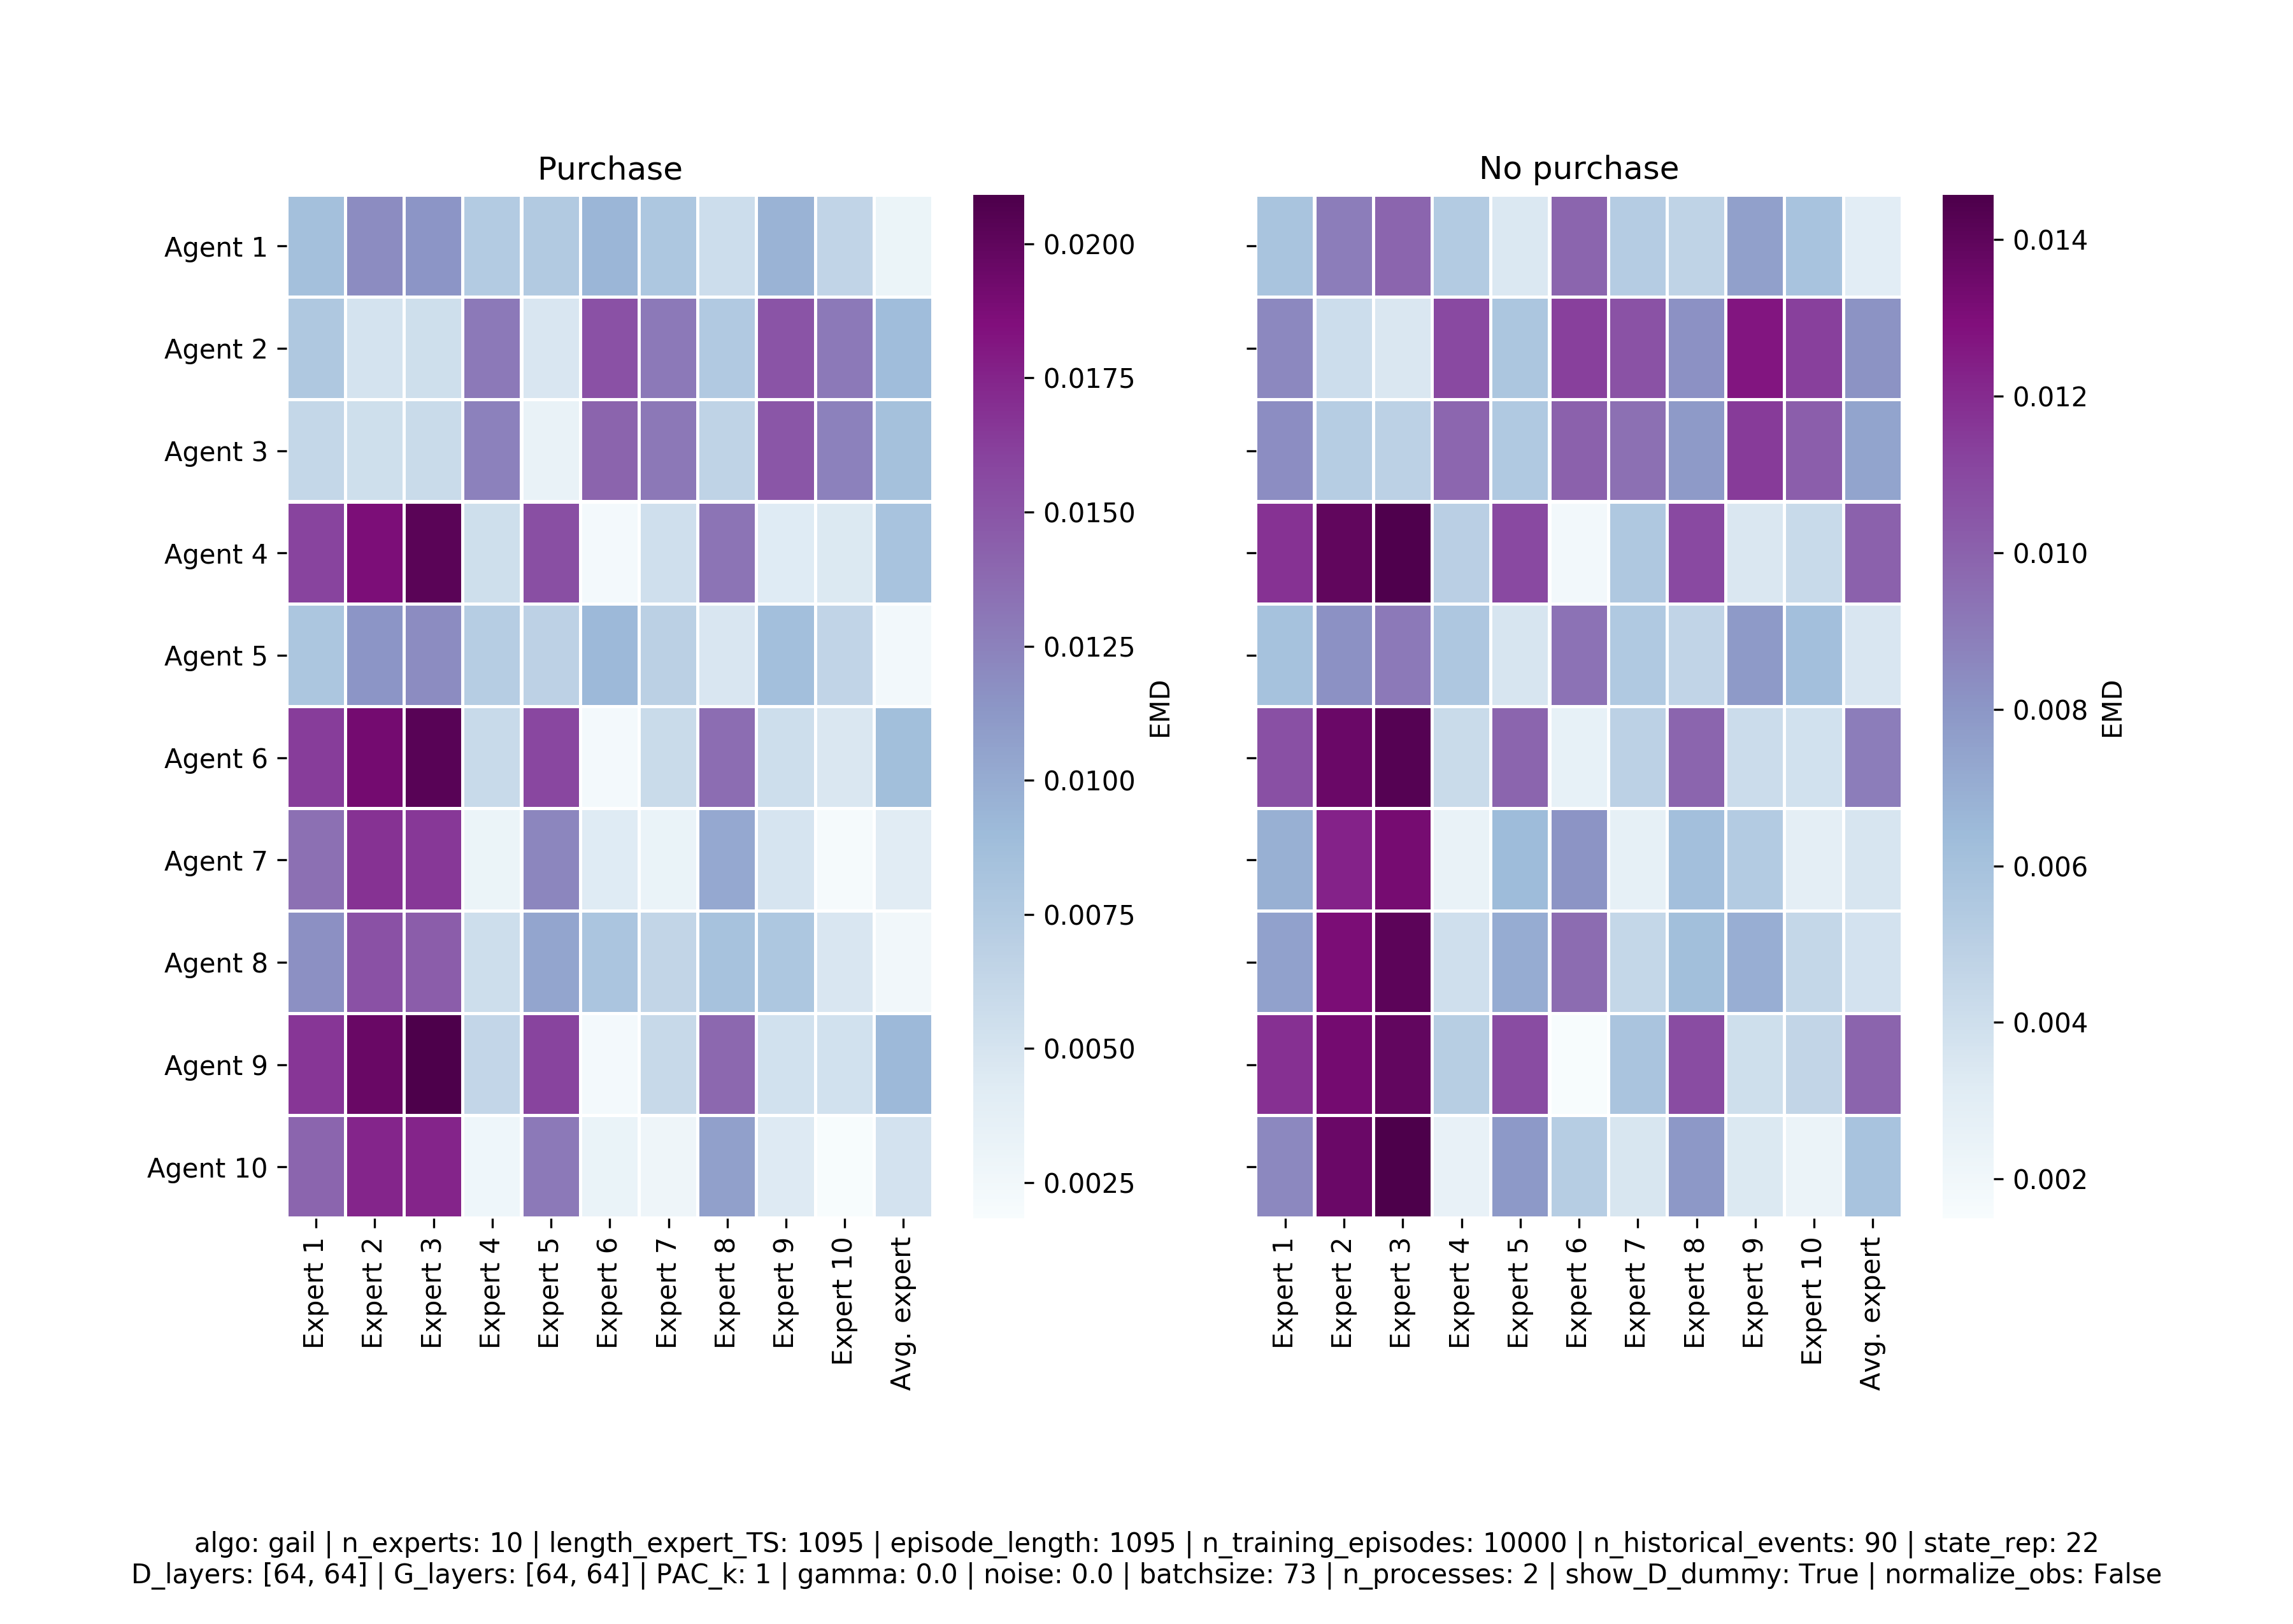 Purchase
No purchase
Agent 1
Agent 2
Agent 3
Agent 4
Agent 5
Agent 6
Agent 7
Agent 8
Agent 9
Agent 10
Expert 1
Expert 2
Expert 3
Expert 4
Expert 5
Expert 6
Expert 7
Expert 8
Expert 9
Expert 10
Avg. expert
0.0200
0.0175
0.0150
0.0125
0.0100
0.0075
0.0050
0.0025
EMD
Expert 1
Expert 2
Expert 3
Expert 4
Expert 5
Expert 6
Expert 7
Expert 8
Expert 9
Expert 10
Avg. expert
0.014
0.012
0.010
0.008
0.006
0.004
0.002
EMD
algo: gail | n_experts: 10 | length_expert_TS: 1095 | episode_length: 1095 | n_training_episodes: 10000 | n_historical_events: 90 | state_rep: 22
D_layers: [64, 64] | G_layers: [64, 64] | PAC_k: 1 | gamma: 0.0 | noise: 0.0 | batchsize: 73 | n_processes: 2 | show_D_dummy: True | normalize_obs: False